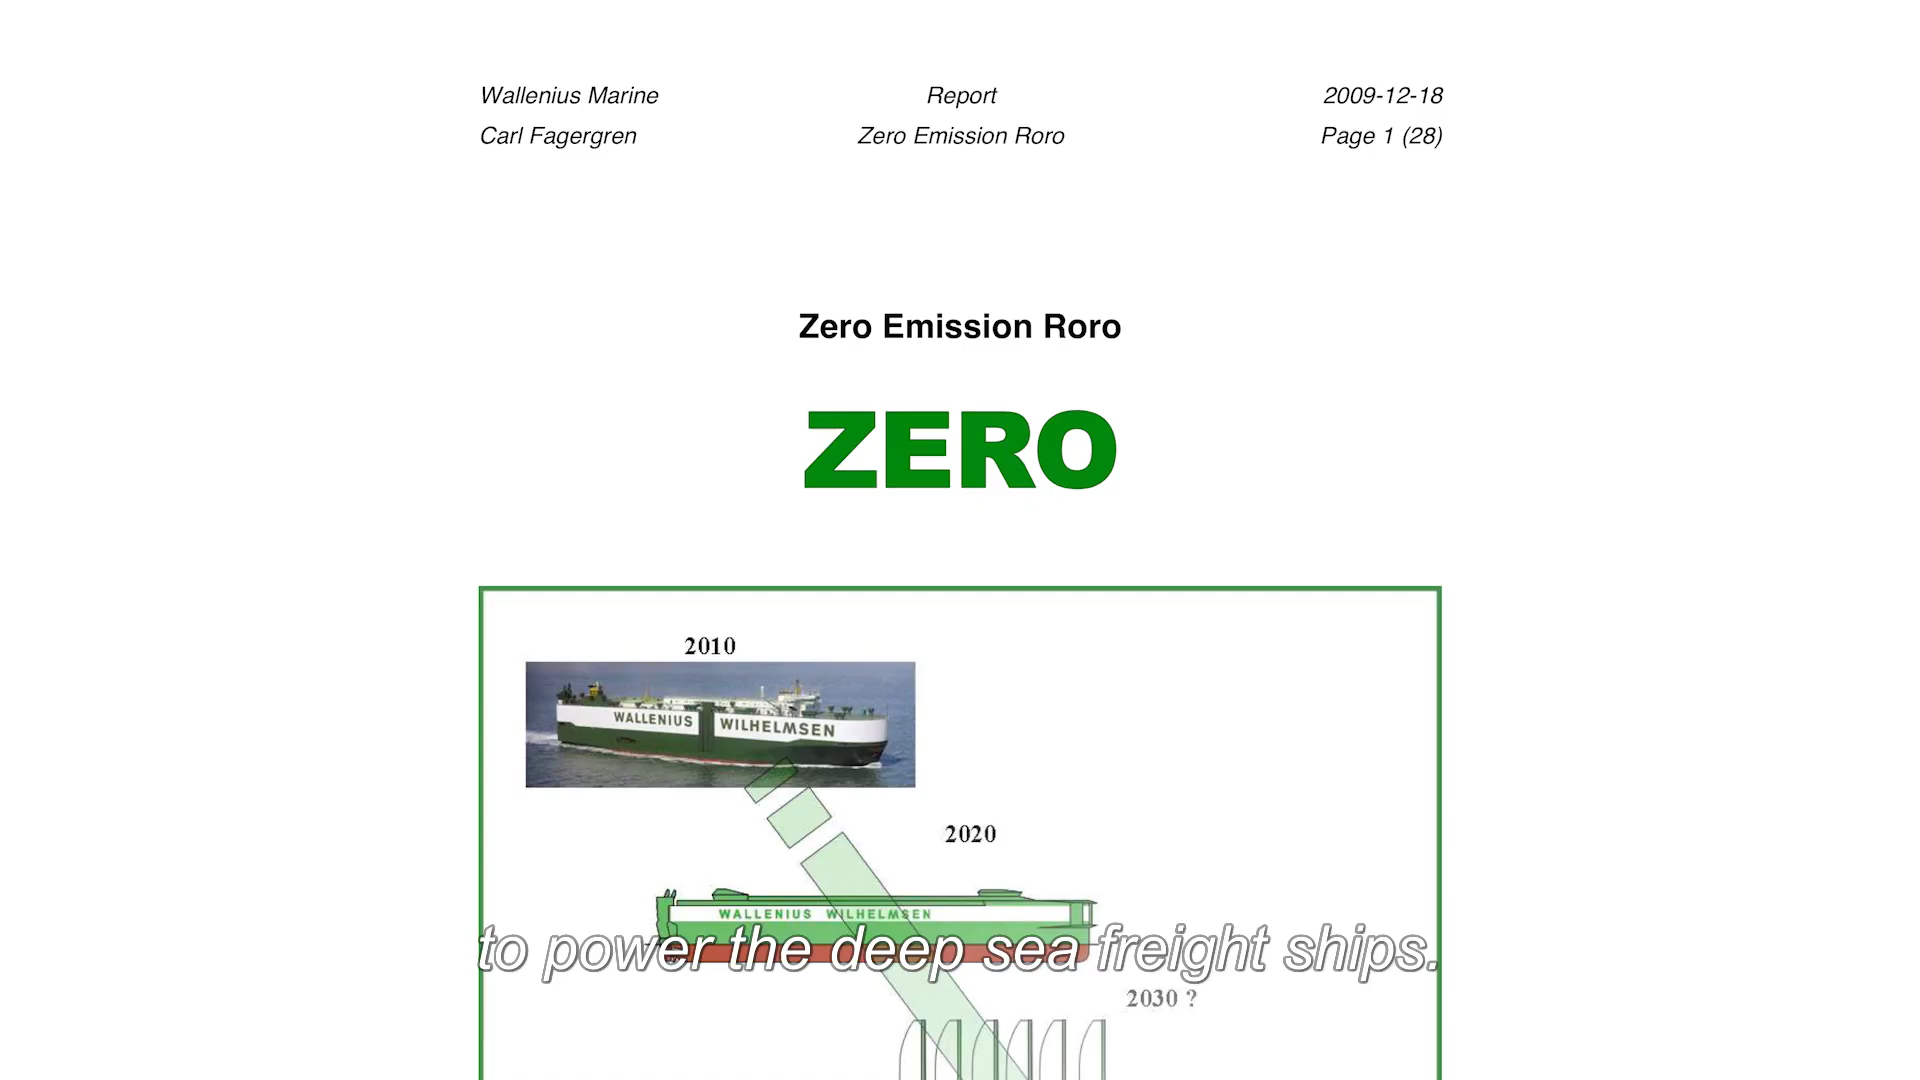 Wallenius Marine Report 2009-12-18
Carl Fagergren Zero Emission Roro Page 1 (28)
Zero Emission Roro
ZERO
2010
WALLENIUS WILHELMSEN
2020
WALLENIUS WILHELMSEN
to power the deep sea freight ships.
2030 ?